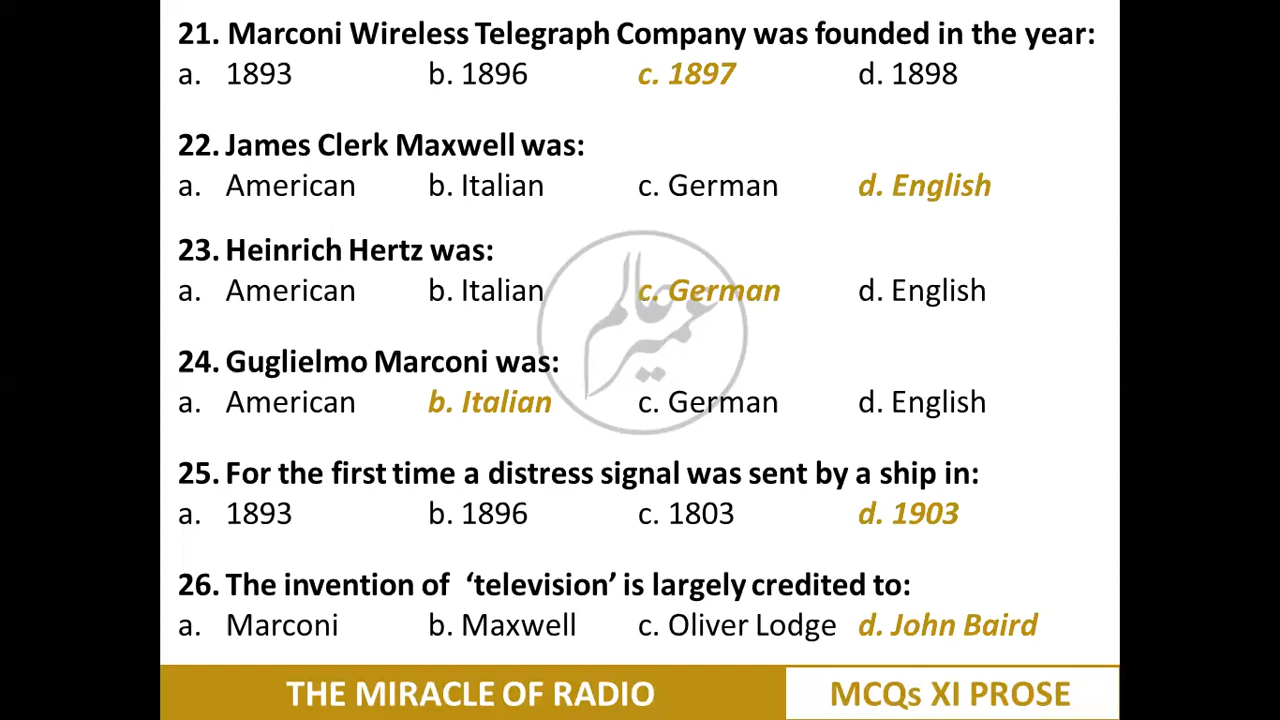 21. Marconi Wireless Telegraph Company was founded in the year:
a. 1893 b. 1896 c. 1897 d. 1898
22. James Clerk Maxwell was:
a. American b. Italian c. German d. English
23. Heinrich Hertz was:
a. American b. Italian c. German d. English
عمیر عالم
24. Guglielmo Marconi was:
a. American b. Italian c. German d. English
25. For the first time a distress signal was sent by a ship in:
a. 1893 b. 1896 c. 1803 d. 1903
26. The invention of ‘television’ is largely credited to:
a. Marconi b. Maxwell c. Oliver Lodge d. John Baird
THE MIRACLE OF RADIO MCQs XI PROSE